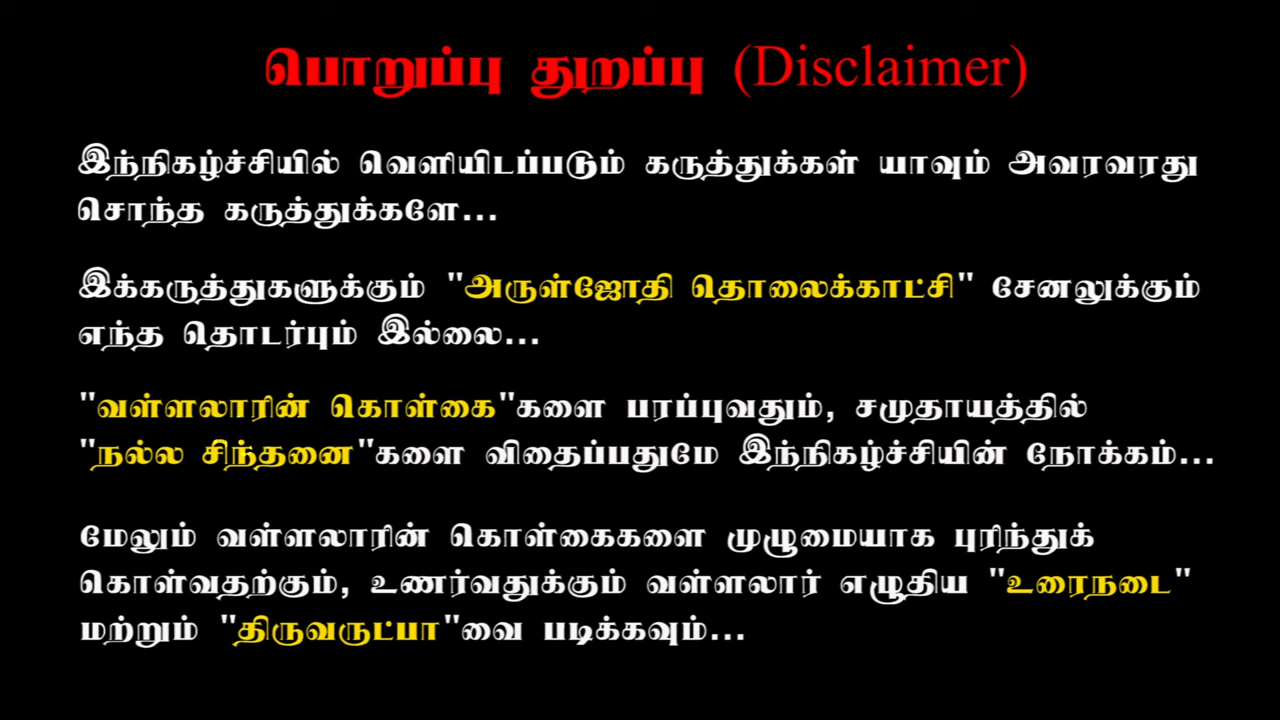 பொறுப்பு துறப்பு (Disclaimer)
இந்நிகழ்ச்சியில் வெளியிடப்படும் கருத்துக்கள் யாவும் அவரவரது
சொந்த கருத்துக்களே...
இக்கருத்துகளுக்கும் "அருள்ஜோதி தொலைக்காட்சி" சேனலுக்கும்
எந்த தொடர்பும் இல்லை...
"வள்ளலாரின் கொள்கை"களை பரப்புவதும், சமுதாயத்தில்
"நல்ல சிந்தனை"களை விதைப்பதுமே இந்நிகழ்ச்சியின் நோக்கம்...
மேலும் வள்ளலாரின் கொள்கைகளை முழுமையாக புரிந்துக்
கொள்வதற்கும், உணர்வதுக்கும் வள்ளலார் எழுதிய "உரைநடை"
மற்றும் "திருவருட்பா"வை படிக்கவும்...